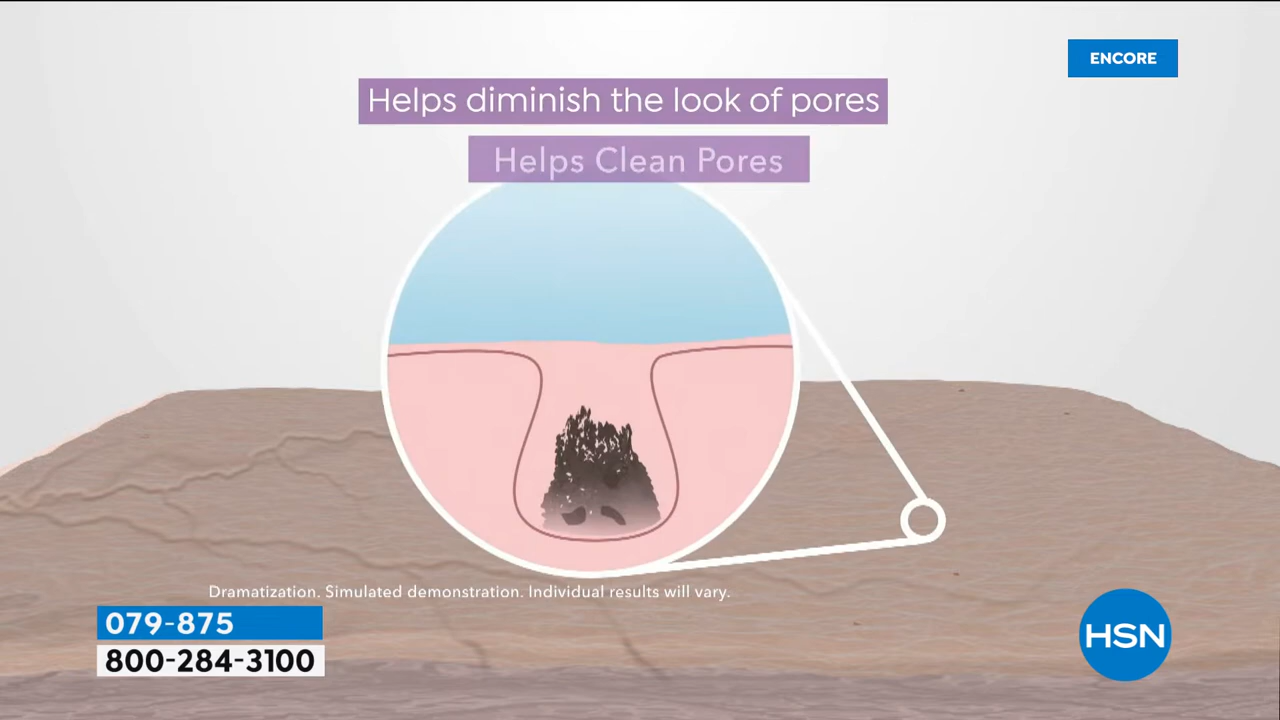 ENCORE
Helps diminish the look of pores
Helps Clean Pores
Dramatization. Simulated demonstration. Individual results will vary.
079-875
800-284-3100
HSN